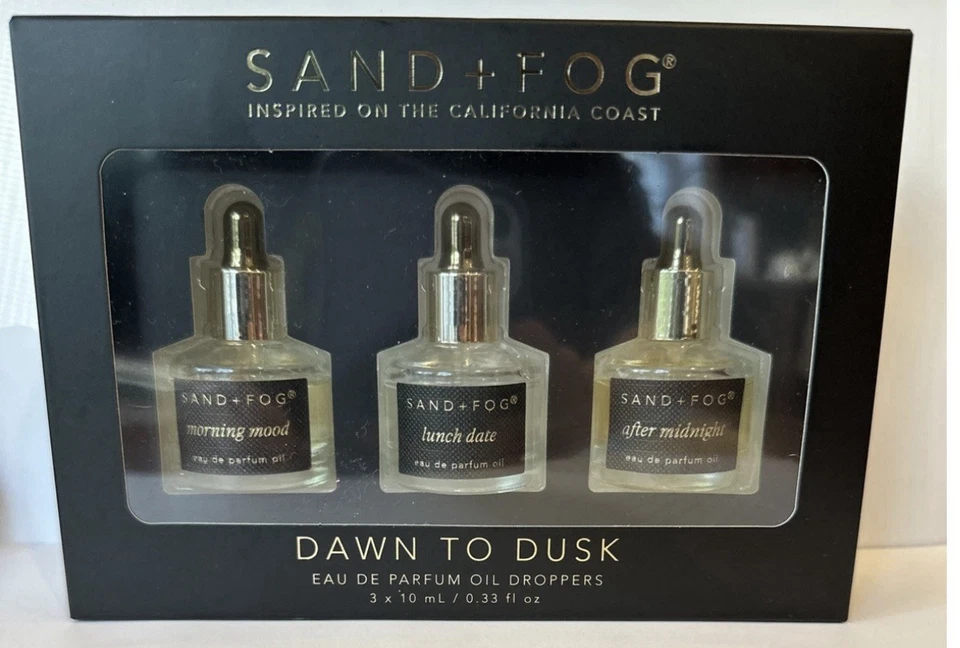 SAND+FOG®
INSPIRED ON THE CALIFORNIA COAST
SAND+FOG®
morning mood
eau de parfum oil
SAND+FOG®
lunch date
eau de parfum oil
SAND+FOG®
after midnight
eau de parfum oil
DAWN TO DUSK
EAU DE PARFUM OIL DROPPERS
3 x 10 mL / 0.33 fl oz